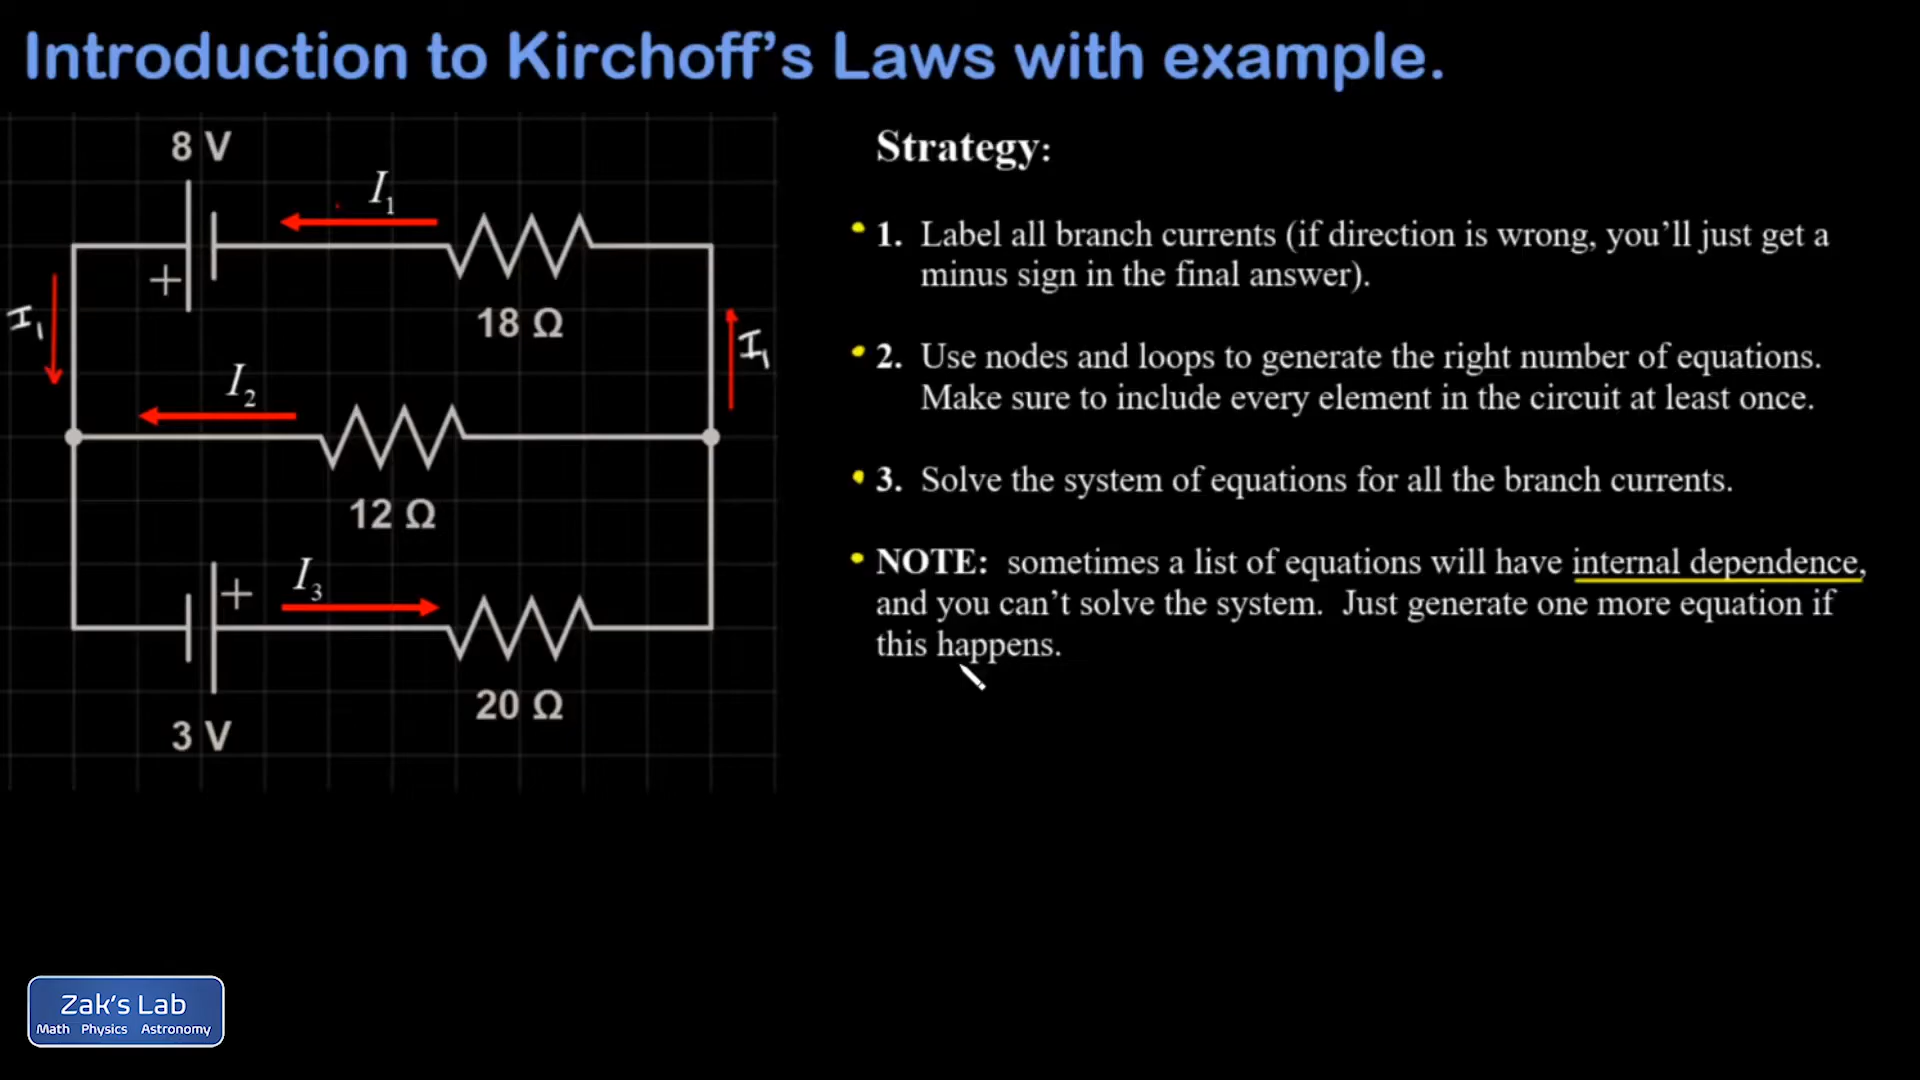 Introduction to Kirchoff's Laws with example.
8 V
I₁
+
18 Ω
I₁
I₁
I₂
12 Ω
+
I₃
20 Ω
3 V
Strategy:
• 1. Label all branch currents (if direction is wrong, you'll just get a
minus sign in the final answer).
• 2. Use nodes and loops to generate the right number of equations.
Make sure to include every element in the circuit at least once.
• 3. Solve the system of equations for all the branch currents.
• NOTE: sometimes a list of equations will have internal dependence,
and you can't solve the system. Just generate one more equation if
this happens.
Zak's Lab
Math Physics Astronomy